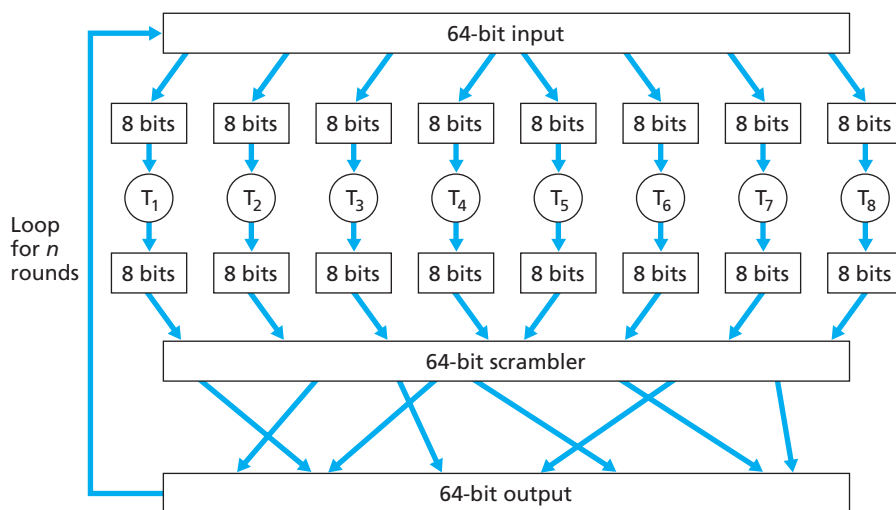 64-bit input
8 bits 8 bits 8 bits 8 bits 8 bits 8 bits 8 bits 8 bits
T1 T2 T3 T4 T5 T6 T7 T8
Loop
for n
rounds
8 bits 8 bits 8 bits 8 bits 8 bits 8 bits 8 bits 8 bits
64-bit scrambler
64-bit output